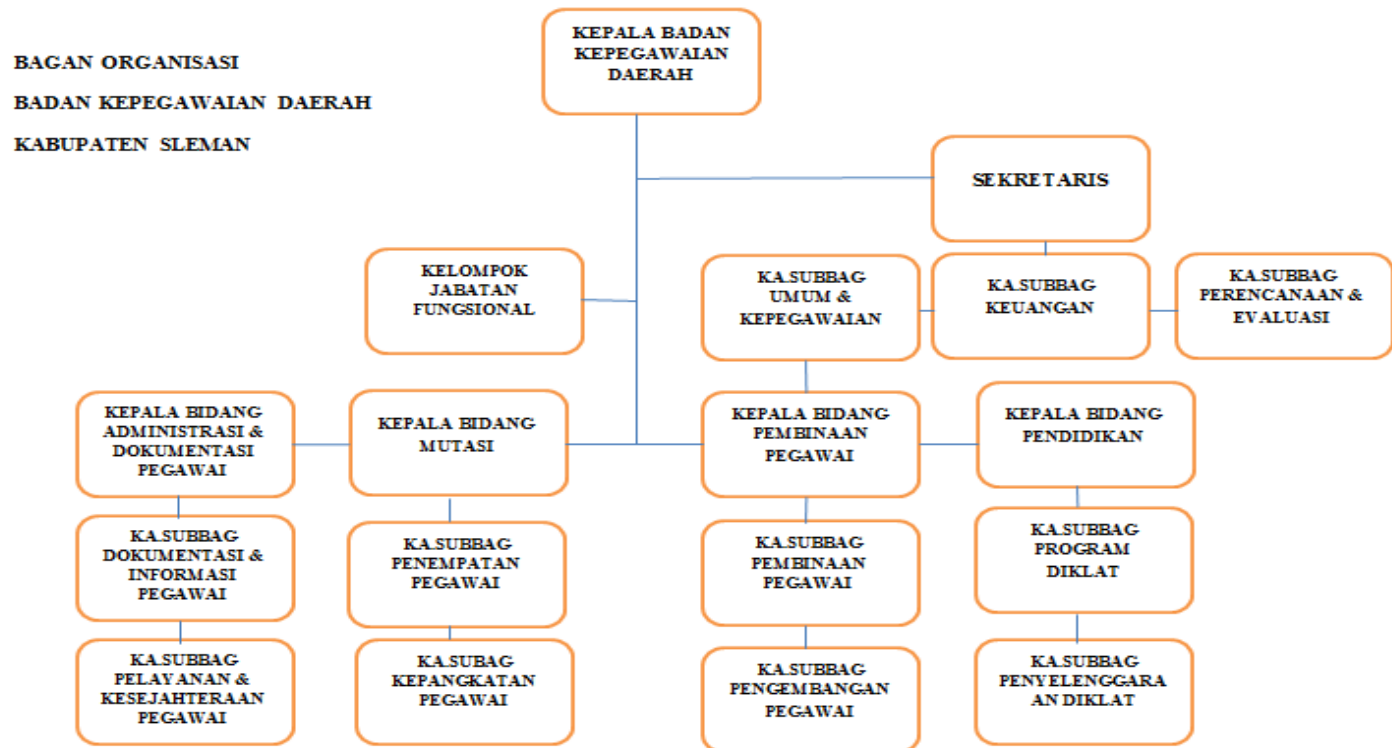 BAGAN ORGANISASI
BADAN KEPEGAWAIAN DAERAH
KABUPATEN SLEMAN
KEPALA BADAN
KEPEGAWAIAN
DAERAH
SEKRETARIS
KELOMPOK
JABATAN
FUNGSIONAL
KA.SUBBAG
UMUM &
KEPEGAWAIAN
KA.SUBBAG
KEUANGAN
KA.SUBBAG
PERENCANAAN &
EVALUASI
KEPALA BIDANG
ADMINISTRASI &
DOKUMENTASI
PEGAWAI
KEPALA BIDANG
MUTASI
KEPALA BIDANG
PEMBINAAN
PEGAWAI
KEPALA BIDANG
PENDIDIKAN
KA.SUBBAG
DOKUMENTASI &
INFORMASI
PEGAWAI
KA.SUBBAG
PENEMPATAN
PEGAWAI
KA.SUBBAG
PEMBINAAN
PEGAWAI
KA.SUBBAG
PROGRAM
DIKLAT
KA.SUBBAG
PELAYANAN &
KESEJAHTERAAN
PEGAWAI
KA.SUBAG
KEPANGKATAN
PEGAWAI
KA.SUBBAG
PENGEMBANGAN
PEGAWAI
KA.SUBBAG
PENYELENGGARA
AN DIKLAT